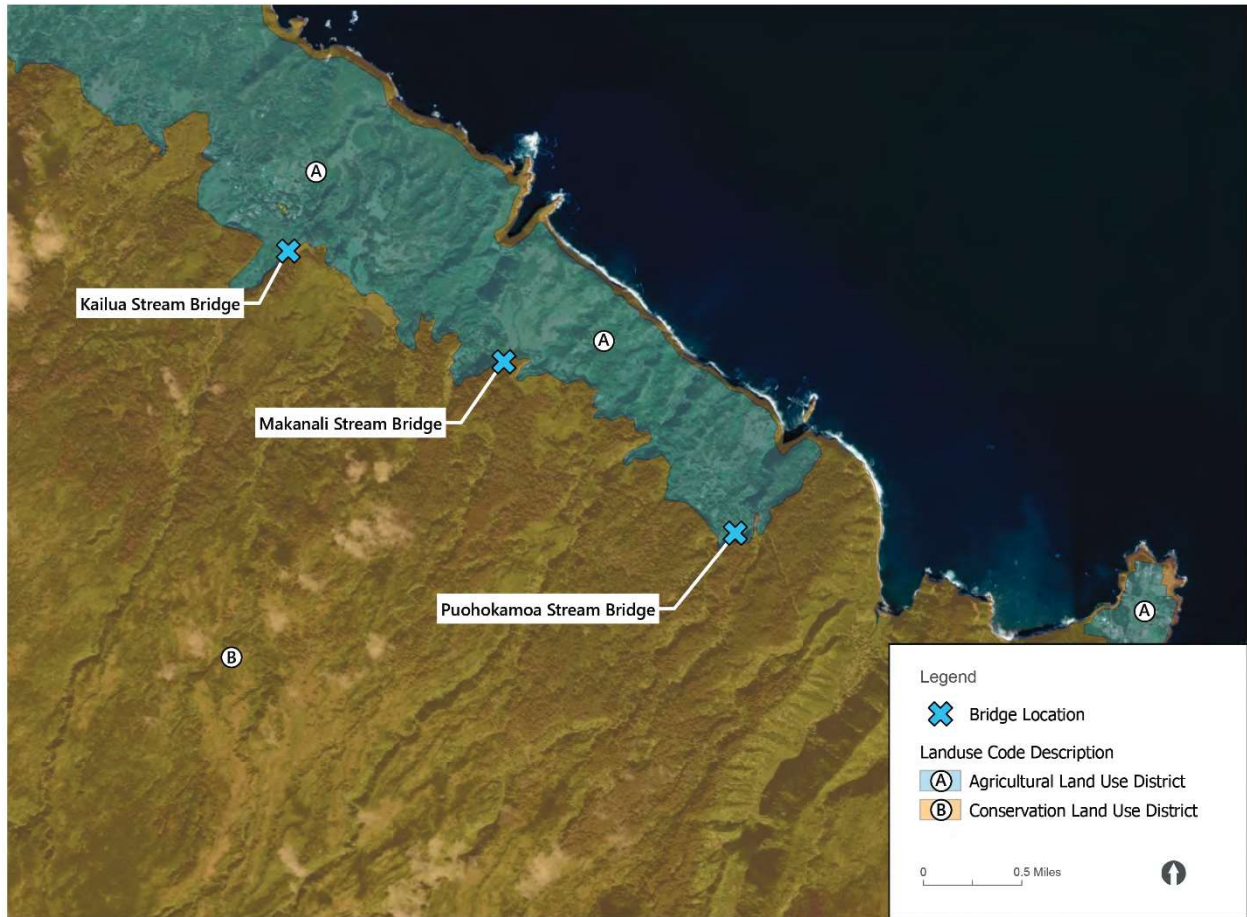 A
Kailua Stream Bridge
A
Makanali Stream Bridge
Puohokamoa Stream Bridge
A
B
Legend
Bridge Location
Landuse Code Description
A Agricultural Land Use District
B Conservation Land Use District
0 0.5 Miles